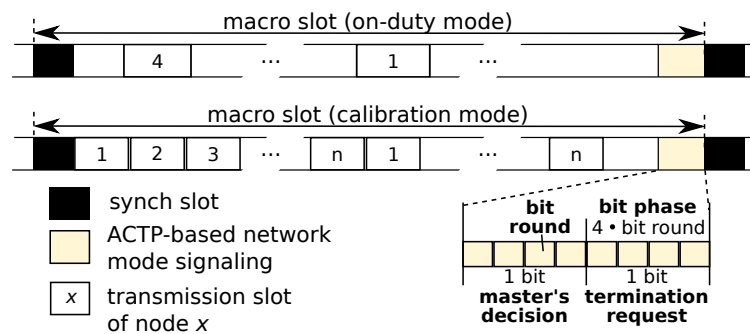 macro slot (on-duty mode)
4 ... 1 ...
macro slot (calibration mode)
1 2 3 ... n 1 ... n
synch slot
ACTP-based network
mode signaling
x transmission slot
of node x
bit
round
bit phase
4 • bit round
1 bit
master's
decision
1 bit
termination
request